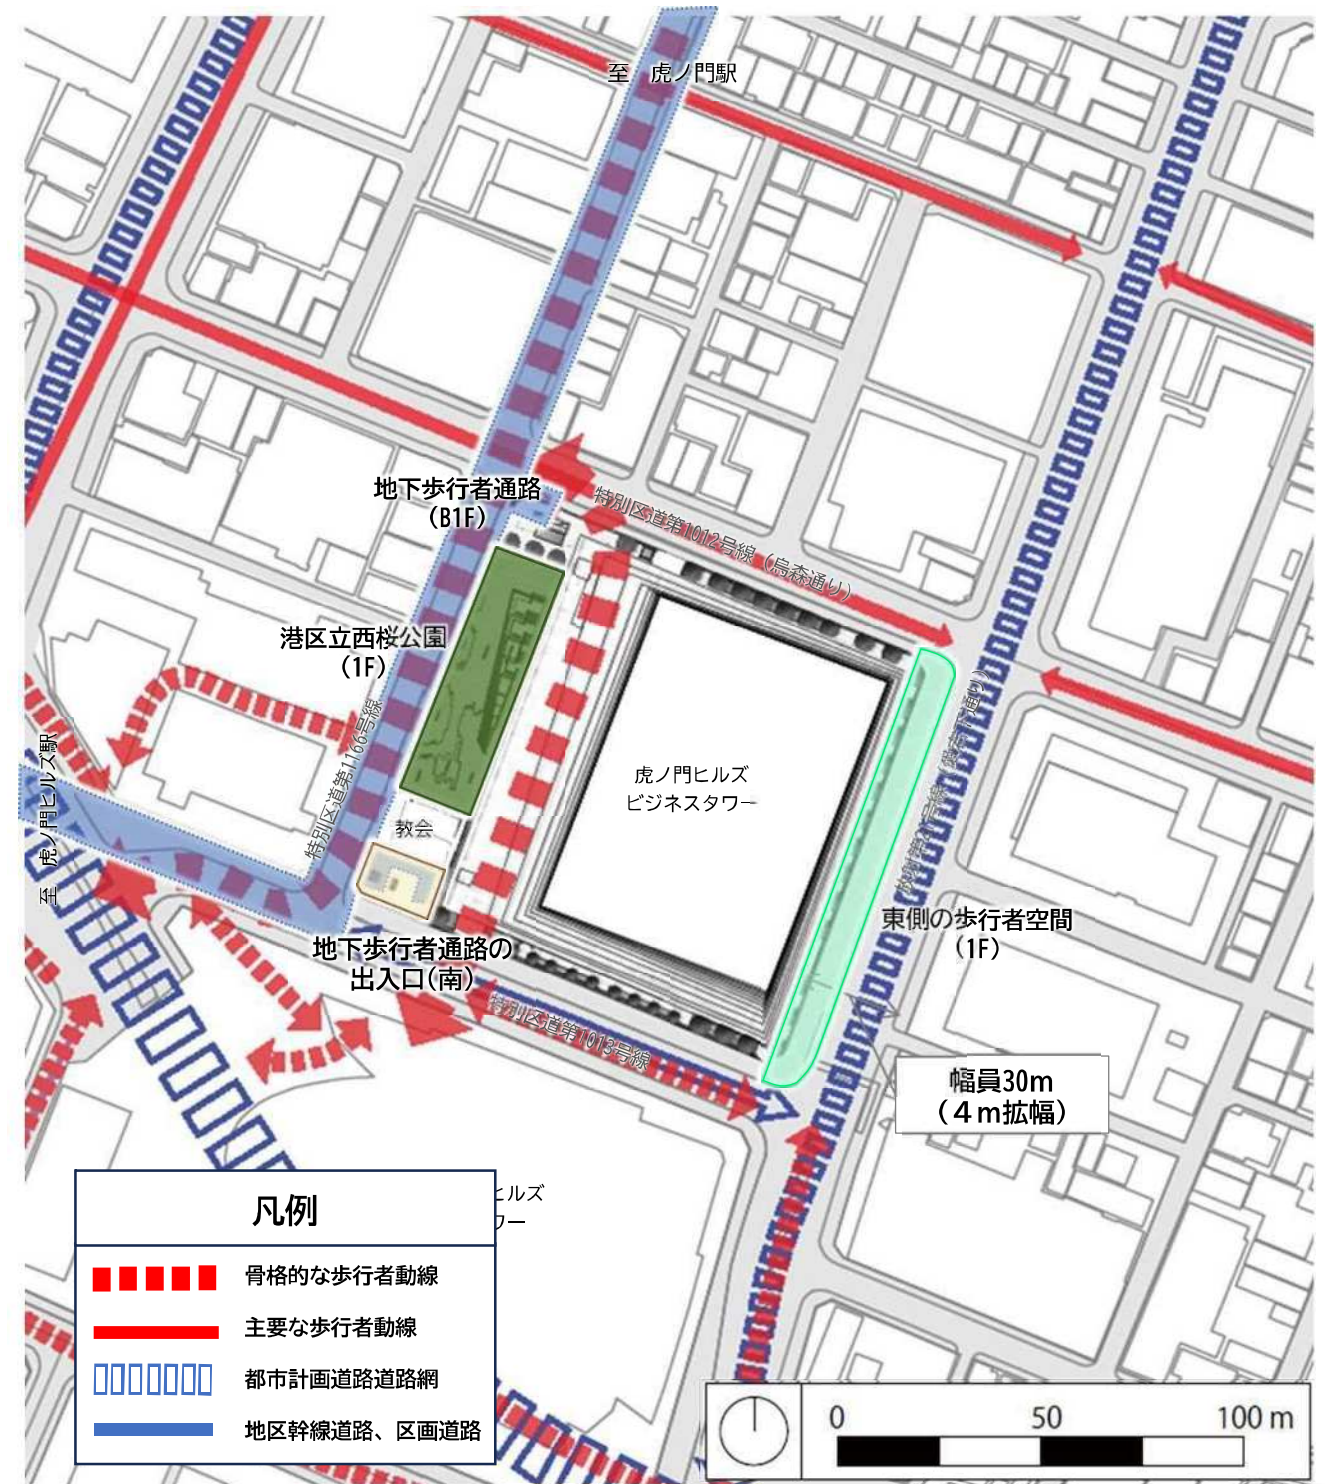 至 虎ノ門駅
地下歩行者通路
（B1F）
特別区道第1012号線（烏森通り）
港区立西桜公園
（1F）
特別区道第1166号線
至 虎ノ門ヒルズ駅
虎ノ門ヒルズ
ビジネスタワー
教会
東側の歩行者空間
（1F）
地下歩行者通路の
出入口（南）
特別区道第1013号線
幅員30m
（４ｍ拡幅）
ヒルズ
ワー
凡例
骨格的な歩行者動線
主要な歩行者動線
都市計画道路道路網
地区幹線道路、区画道路
0 50 100 m